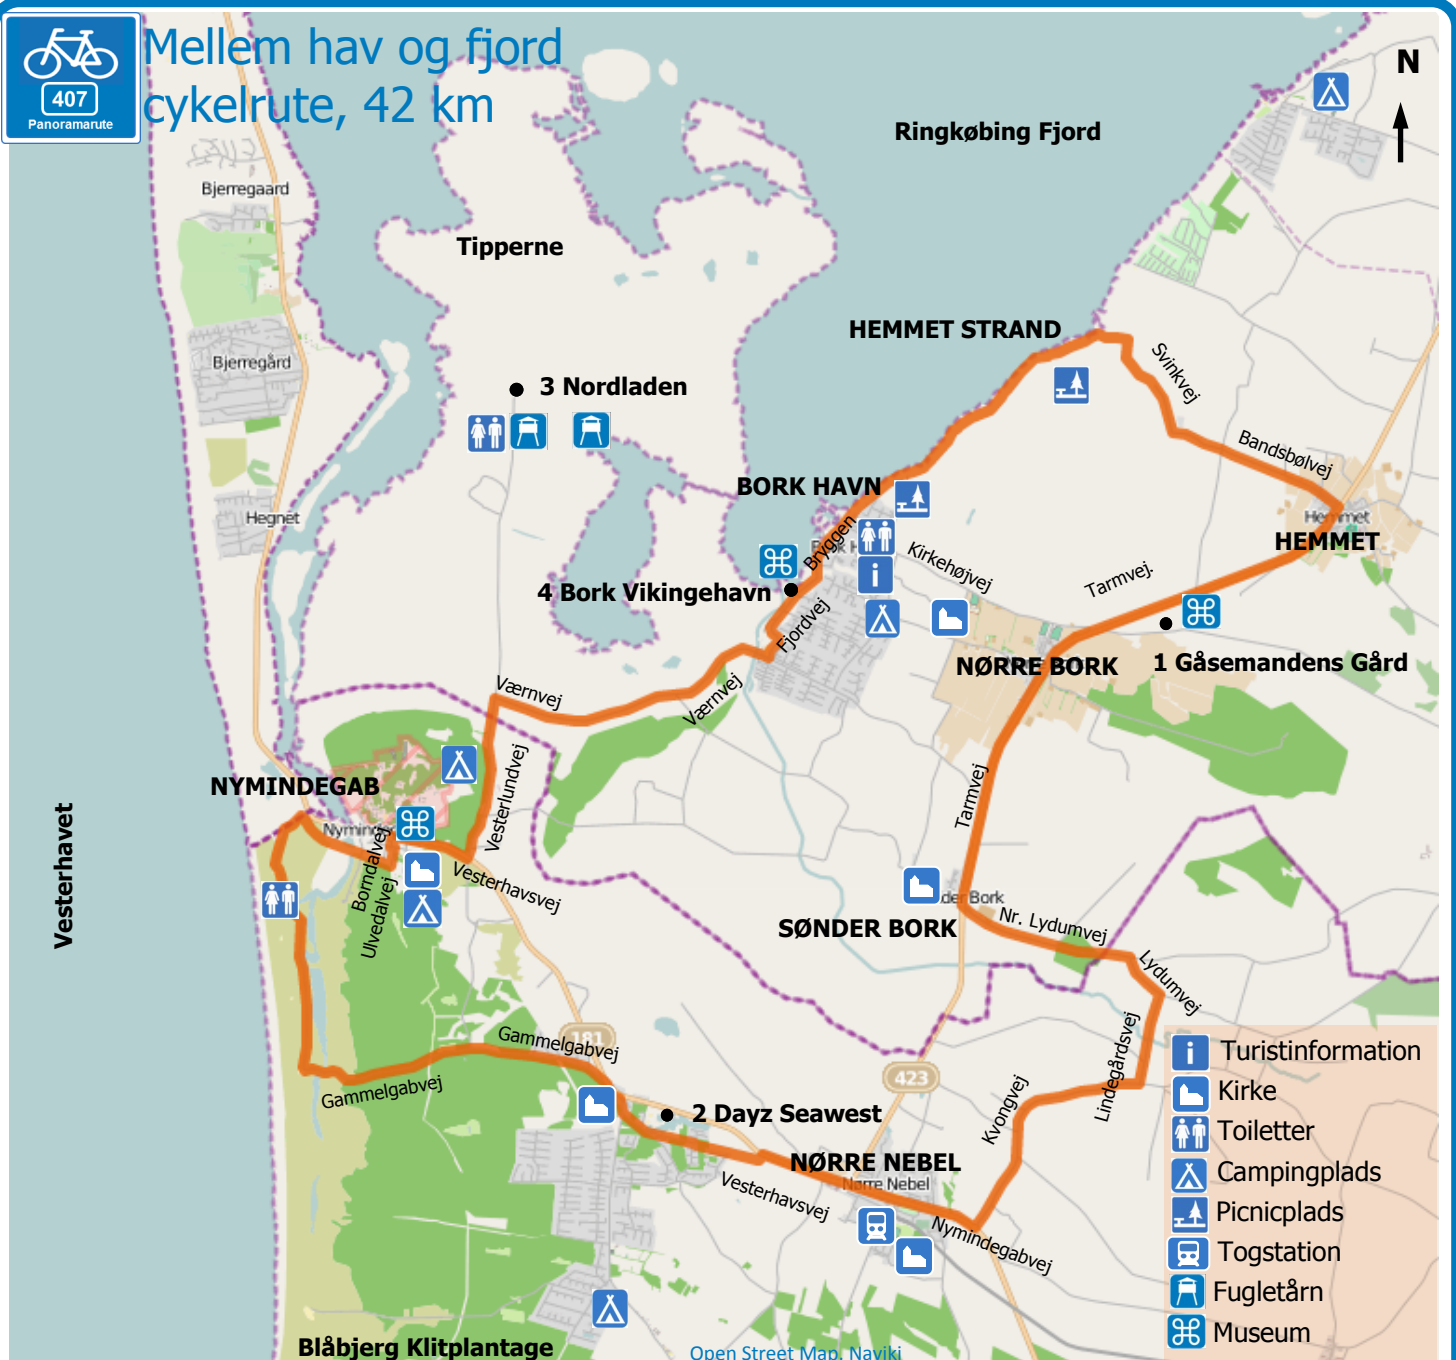 Mellem hav og fjord
cykelrute, 42 km
407
Panoramarute
N
Ringkøbing Fjord
Bjerregaard
Tipperne
HEMMET STRAND
Svinkvej
Bjerregård
3 Nordladen
Bandsbølvej
BORK HAVN
Hegnet
Bryggen
Hemmet
HEMMET
Kirkehøjvej
Tarmvej.
4 Bork Vikingehavn
Fjordvej
NØRRE BORK
1 Gåsemandens Gård
Værnvej
Værnvej
Vesterlundvej
Tarmvej
NYMINDEGAB
Vesterhavet
Borndalvej
Ulvedalvej
Vesterhavsvej
der Bork
SØNDER BORK
Nr. Lydumvej
Lydumvej
Lindegårdsvej
181
Gammelgabvej
Gammelgabvej
423
Kvongvej
2 Dayz Seawest
NØRRE NEBEL
Nørre Nebel
Vesterhavsvej
Nymindegabvej
Turistinformation
Kirke
Toiletter
Campingplads
Picnicplads
Togstation
Fugletårn
Museum
Blåbjerg Klitplantage
Open Street Map, Naviki